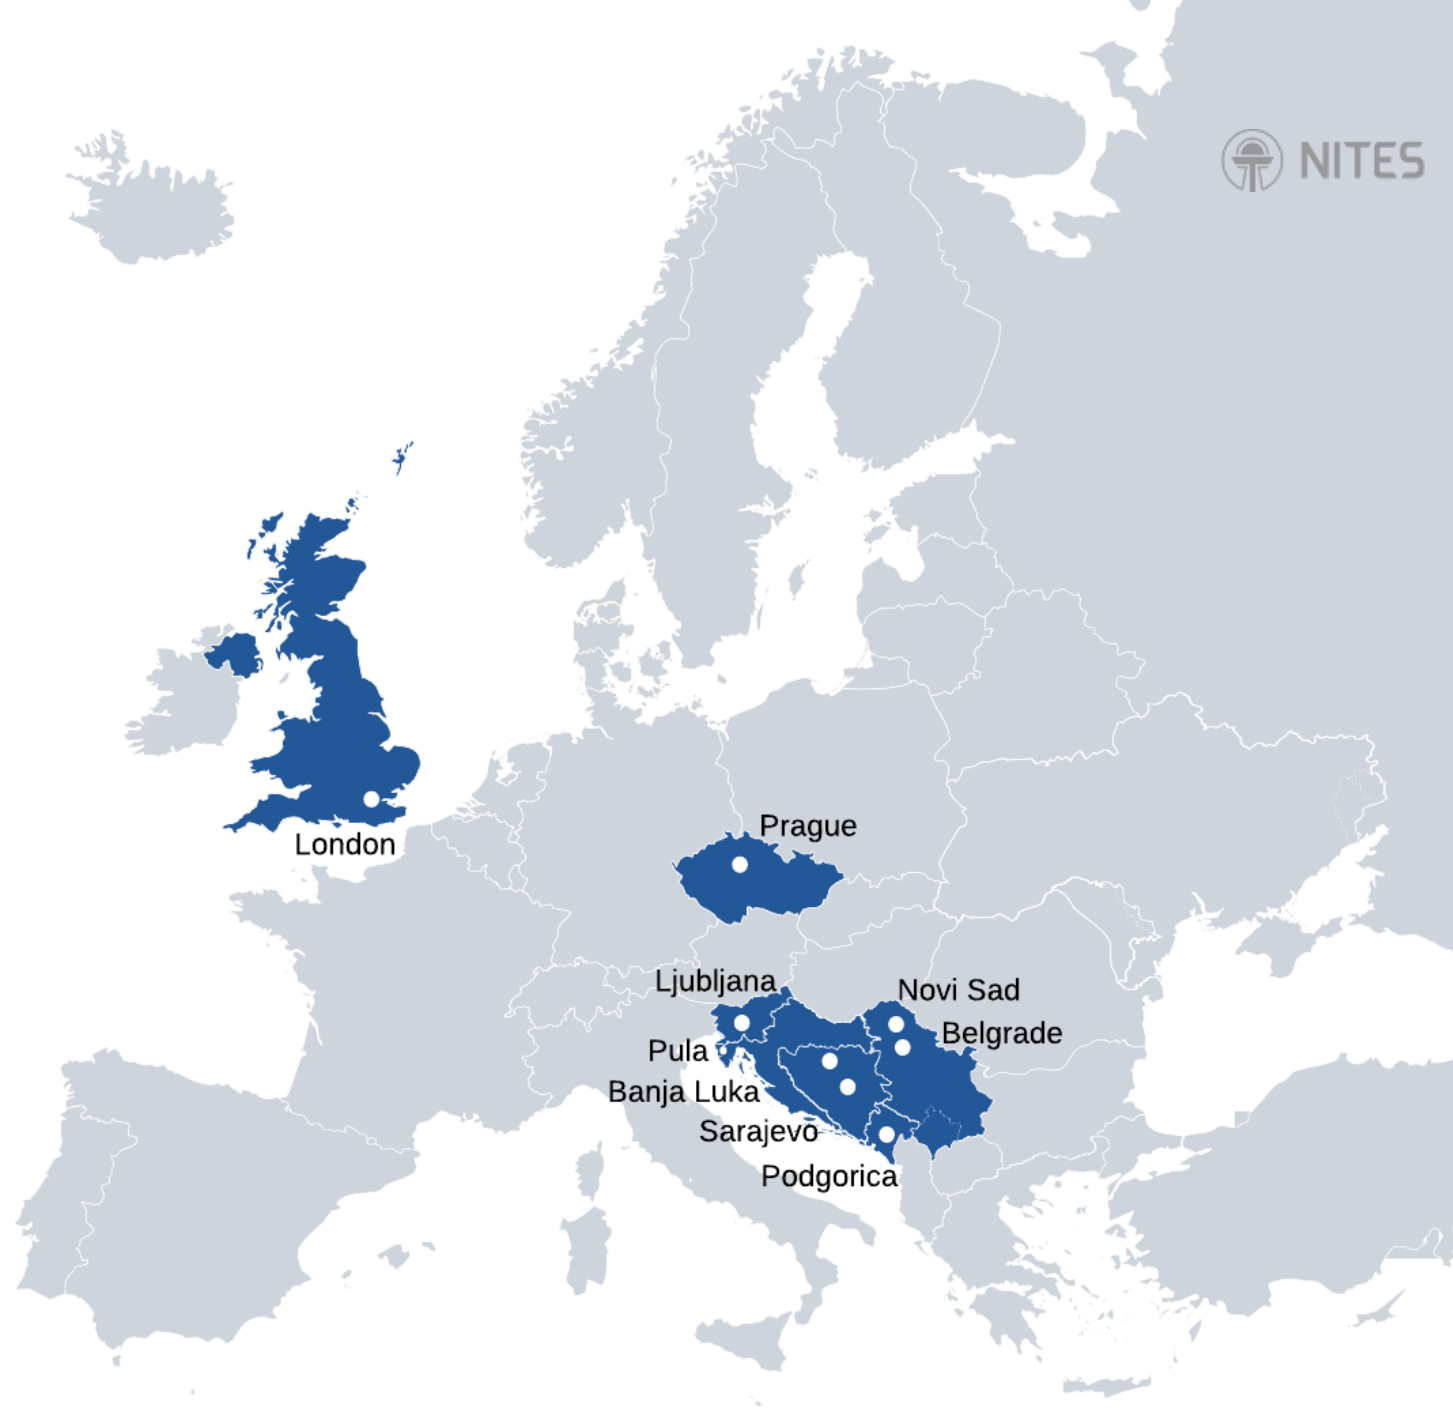 NITES
London
Prague
Ljubljana
Novi Sad
Belgrade
Pula
Banja Luka
Sarajevo
Podgorica